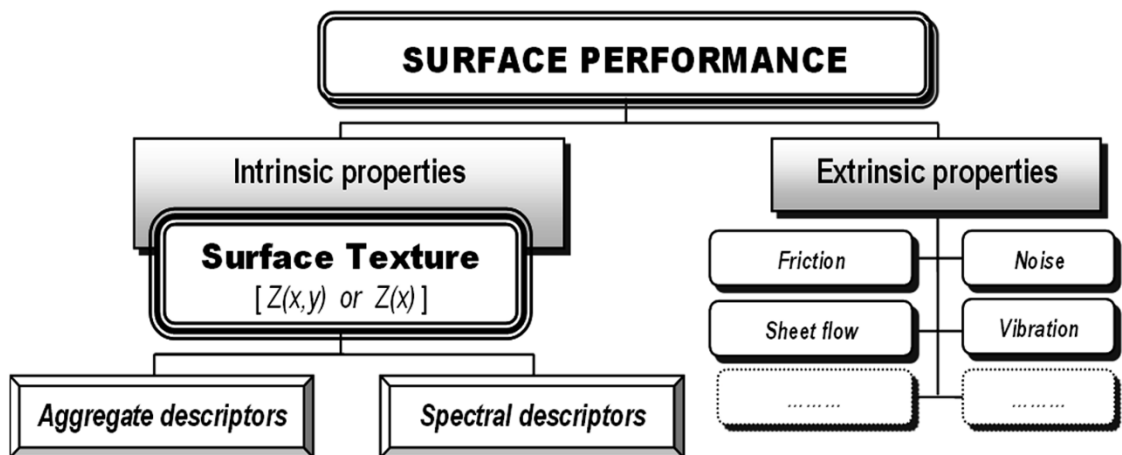 SURFACE PERFORMANCE
Intrinsic properties
Surface Texture
[ Z(x,y) or Z(x) ]
Aggregate descriptors
Spectral descriptors
Extrinsic properties
Friction
Noise
Sheet flow
Vibration
.........
.........